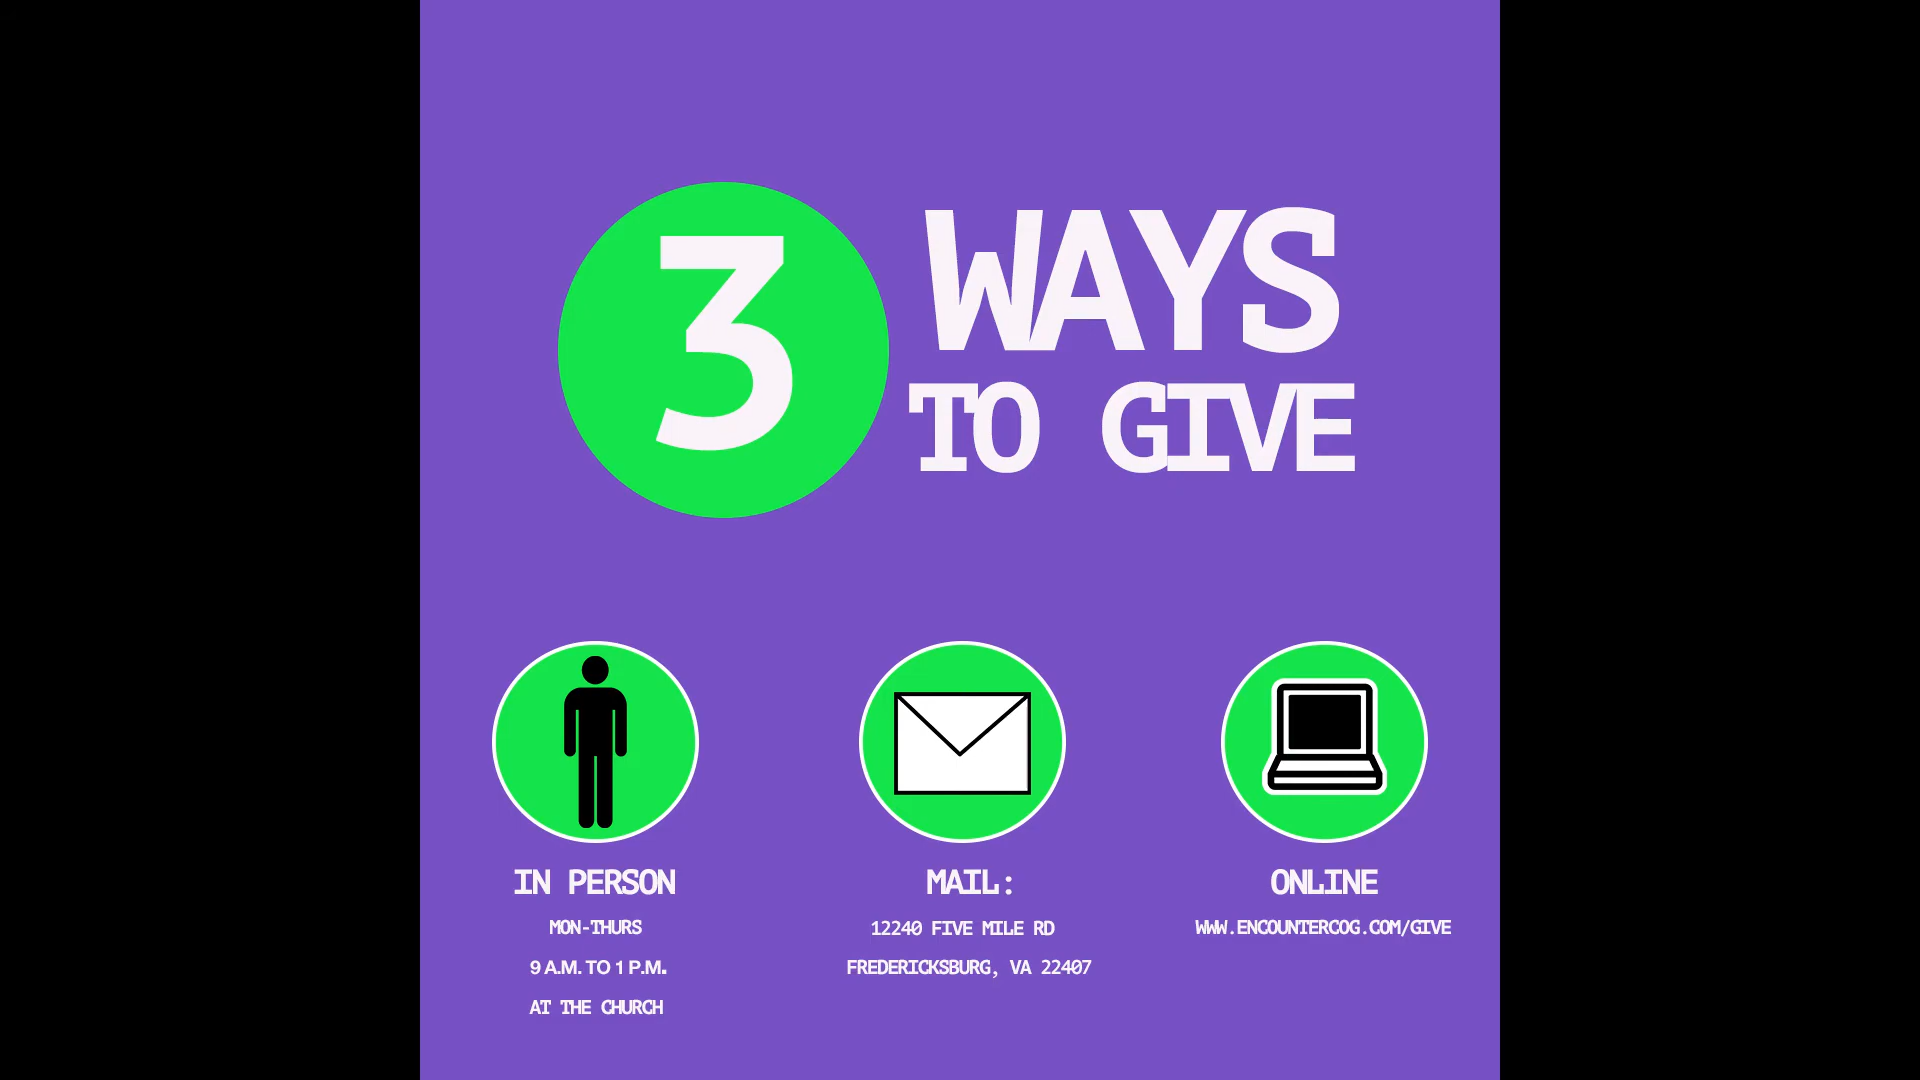 3
WAYS
TO GIVE
IN PERSON
MON-THURS
9 A.M. TO 1 P.M.
AT THE CHURCH
MAIL:
12240 FIVE MILE RD
FREDERICKSBURG, VA 22407
ONLINE
WWW.ENCOUNTERCOG.COM/GIVE